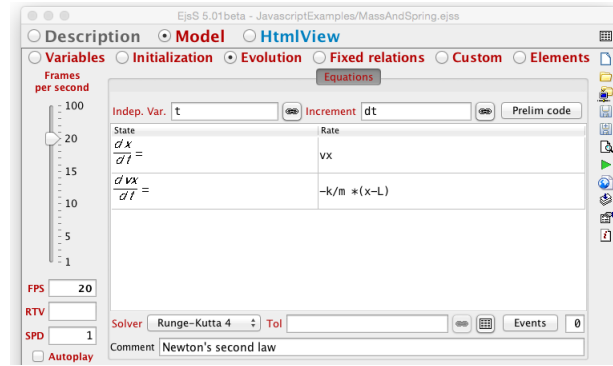 EjsS 5.01beta - JavascriptExamples/MassAndSpring.ejss
Description Model HtmlView
Variables Initialization Evolution Fixed relations Custom Elements
Frames
per second
100
20
15
10
5
1
FPS 20
RTV
SPD 1
Autoplay
Equations
Indep. Var. t Increment dt Prelim code
State Rate
d x
d t = vx
d vx
d t = -k/m *(x-L)
Solver Runge-Kutta 4 Tol Events 0
Comment Newton's second law